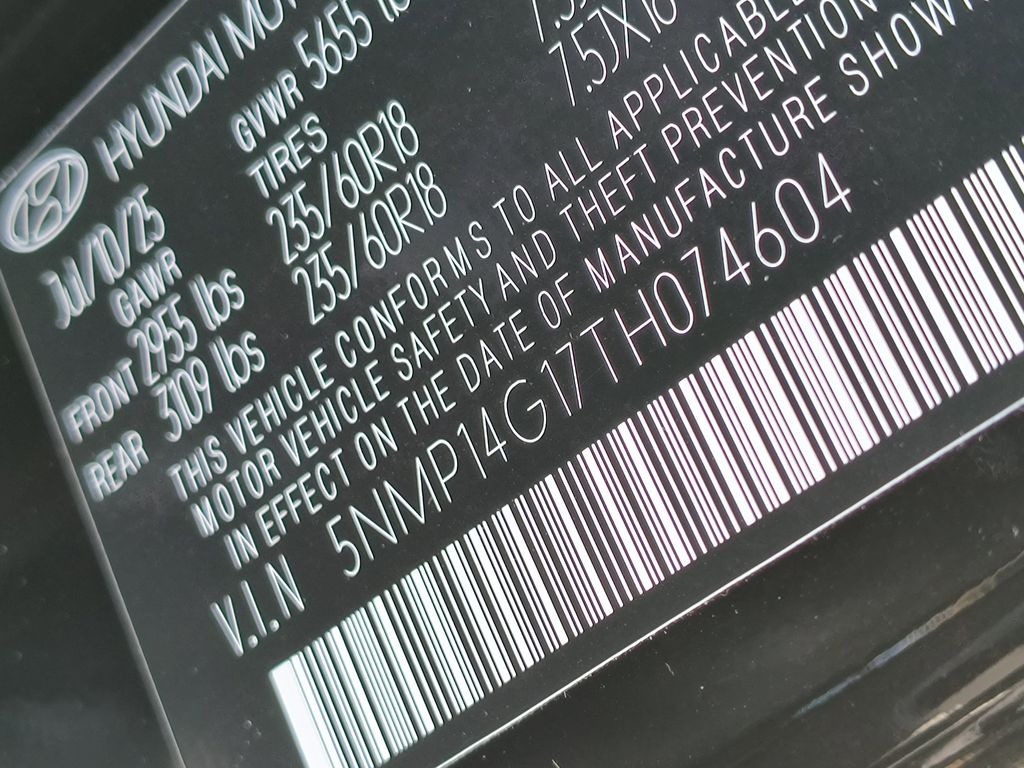 HYUNDAI MO
Jul/10/25
GVWR 5655 lb
GAWR
TIRES
FRONT 2955 lbs 235/60R18
7.5JX18
REAR 3109 lbs 235/60R18
THIS VEHICLE CONFORMS TO ALL APPLICABLE
MOTOR VEHICLE SAFETY AND THEFT PREVENTION
IN EFFECT ON THE DATE OF MANUFACTURE SHOWN
V.I.N 5NMP14G17TH074604